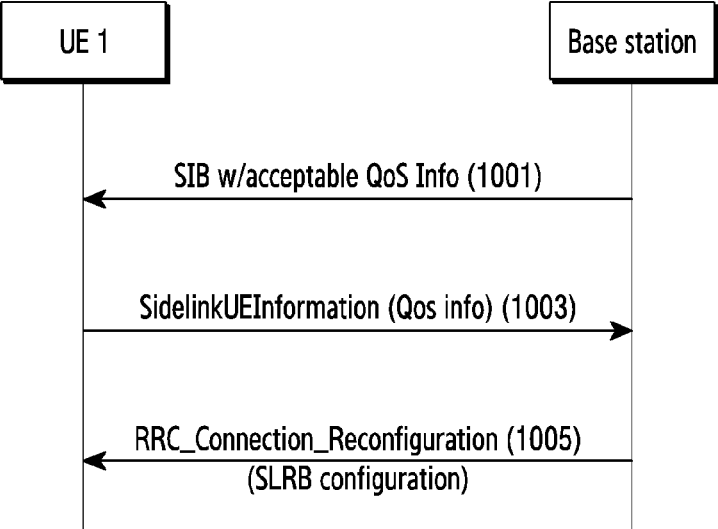 UE 1
Base station
SIB w/acceptable QoS Info (1001)
SidelinkUEInformation (Qos info) (1003)
RRC_Connection_Reconfiguration (1005)
(SLRB configuration)